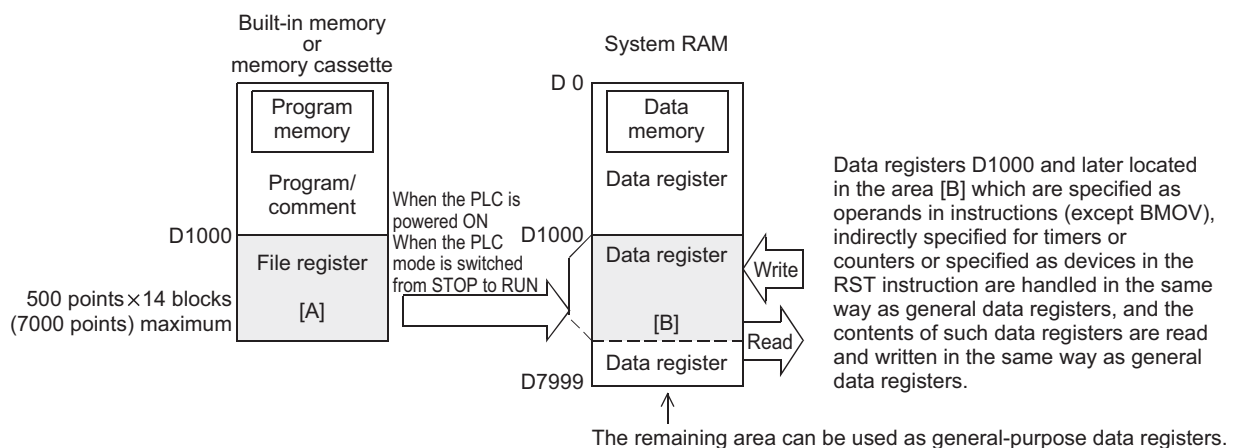 Built-in memory
or
memory cassette
Program
memory
Program/
comment
D1000
File register
[A]
500 points×14 blocks
(7000 points) maximum
When the PLC is
powered ON
When the PLC
mode is switched
from STOP to RUN
System RAM
D 0
Data
memory
Data register
D1000
Data register
[B]
Data register
D7999
Write
Read
Data registers D1000 and later located
in the area [B] which are specified as
operands in instructions (except BMOV),
indirectly specified for timers or
counters or specified as devices in the
RST instruction are handled in the same
way as general data registers, and the
contents of such data registers are read
and written in the same way as general
data registers.
The remaining area can be used as general-purpose data registers.